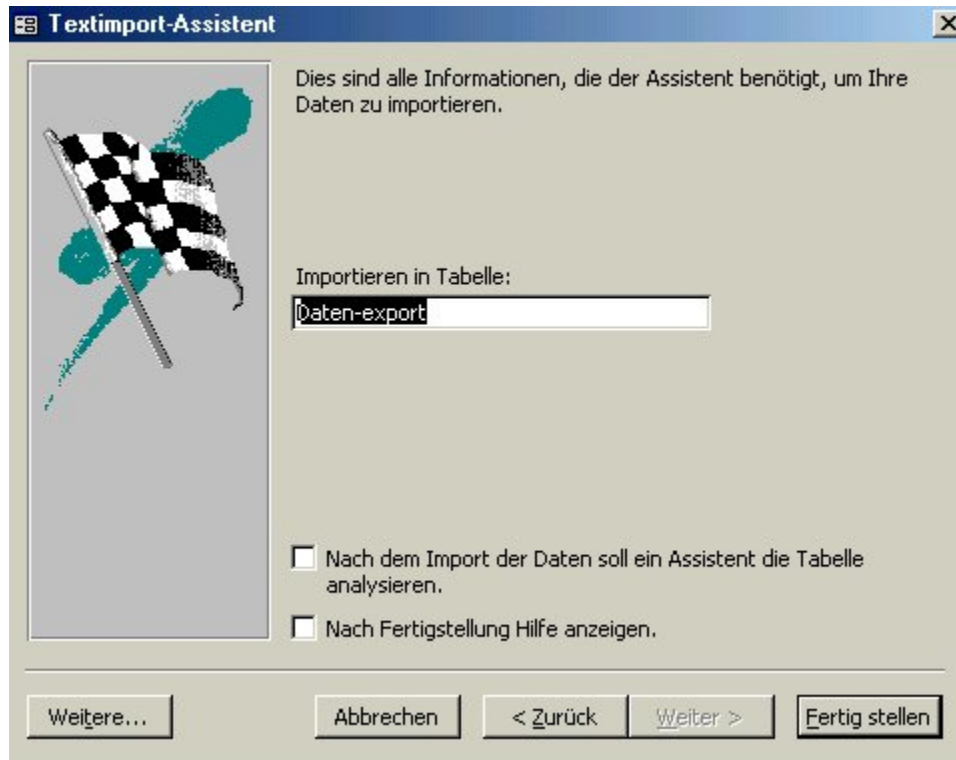 Textimport-Assistent
Dies sind alle Informationen, die der Assistent benötigt, um Ihre
Daten zu importieren.
Importieren in Tabelle:
Daten-export
Nach dem Import der Daten soll ein Assistent die Tabelle
analysieren.
Nach Fertigstellung Hilfe anzeigen.
Weitere... Abbrechen < Zurück Weiter > Fertig stellen